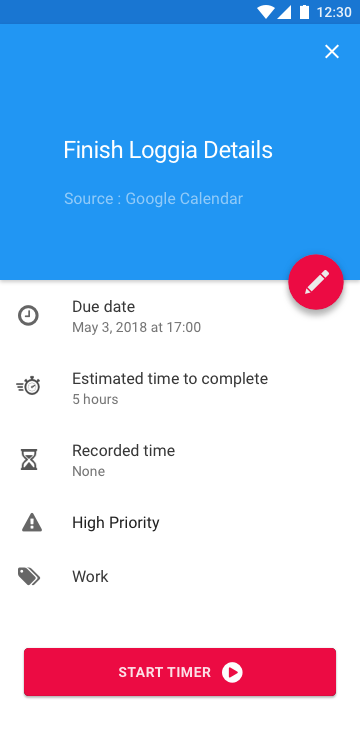 12:30
Finish Loggia Details
Source : Google Calendar
Due date
May 3, 2018 at 17:00
Estimated time to complete
5 hours
Recorded time
None
High Priority
Work
START TIMER